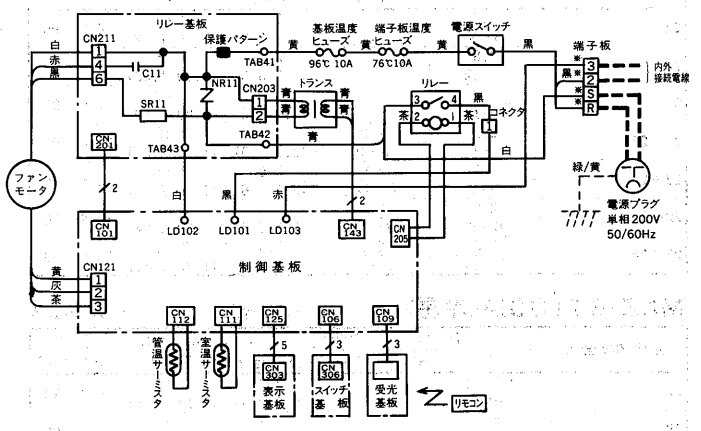 リレー基板
CN211
白
1
赤
4
黒
6
C11
保護パターン
TAB41
NR11
CN203
1
2
SR11
TAB42
TAB43
CN
201
2
黄
基板温度
ヒューズ
96℃ 10A
黄
端子板温度
ヒューズ
76℃ 10A
黄
電源スイッチ
黒
端子板
*
3
黒*
2
*
S
*
R
内外
接続電線
青
青
トランス
青
青
青
リレー
3
4
茶
2
1
茶
黒
コネクタ
1
白
緑/黄
電源プラグ
単相200V
50/60Hz
ファン
モータ
白
黒
赤
2
CN
101
LD102
LD101
LD103
CN
143
CN
205
制御基板
CN121
黄
1
灰
2
茶
3
CN
112
CN
111
CN
125
CN
106
CN
109
管温サーミスタ
室温サーミスタ
5
CN
303
表示
基板
3
CN
306
スイッチ
基板
3
受光
基板
リモコン